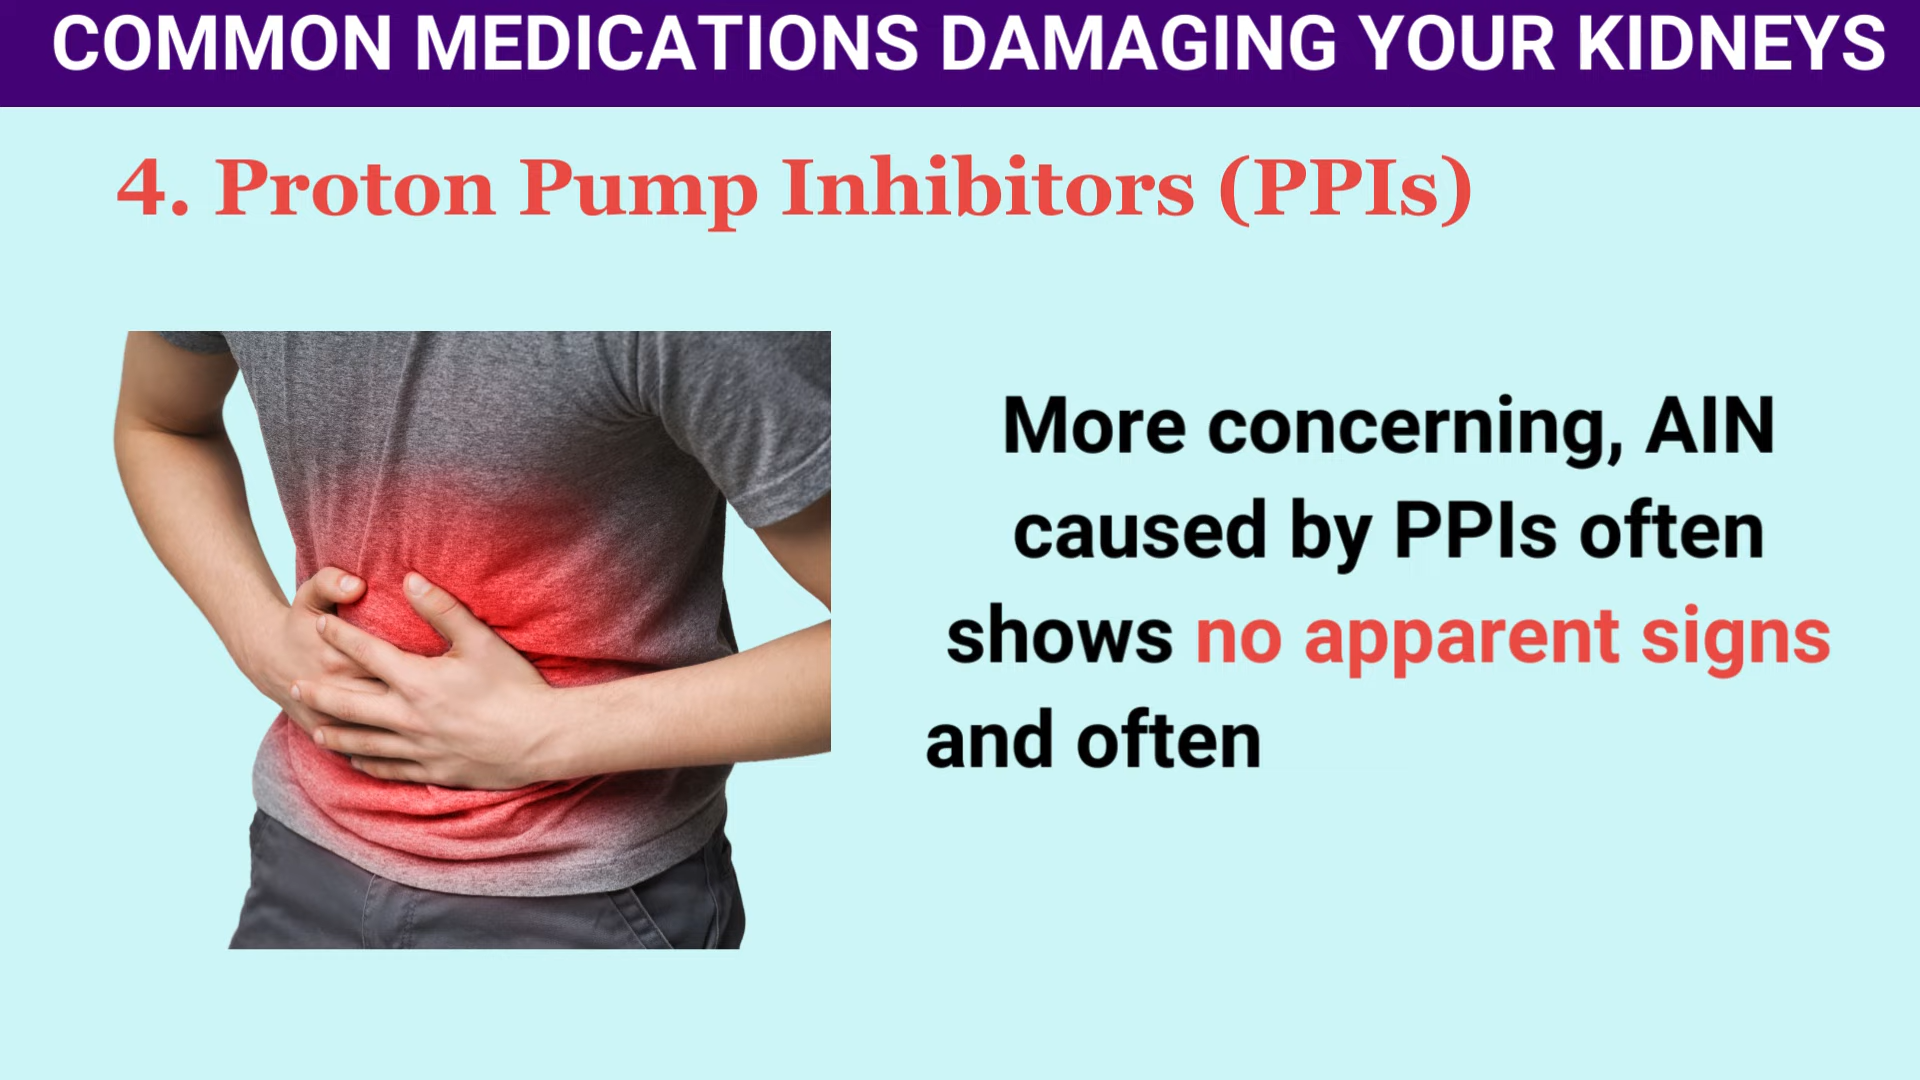 COMMON MEDICATIONS DAMAGING YOUR KIDNEYS
4. Proton Pump Inhibitors (PPIs)
More concerning, AIN
caused by PPIs often
shows no apparent signs
and often